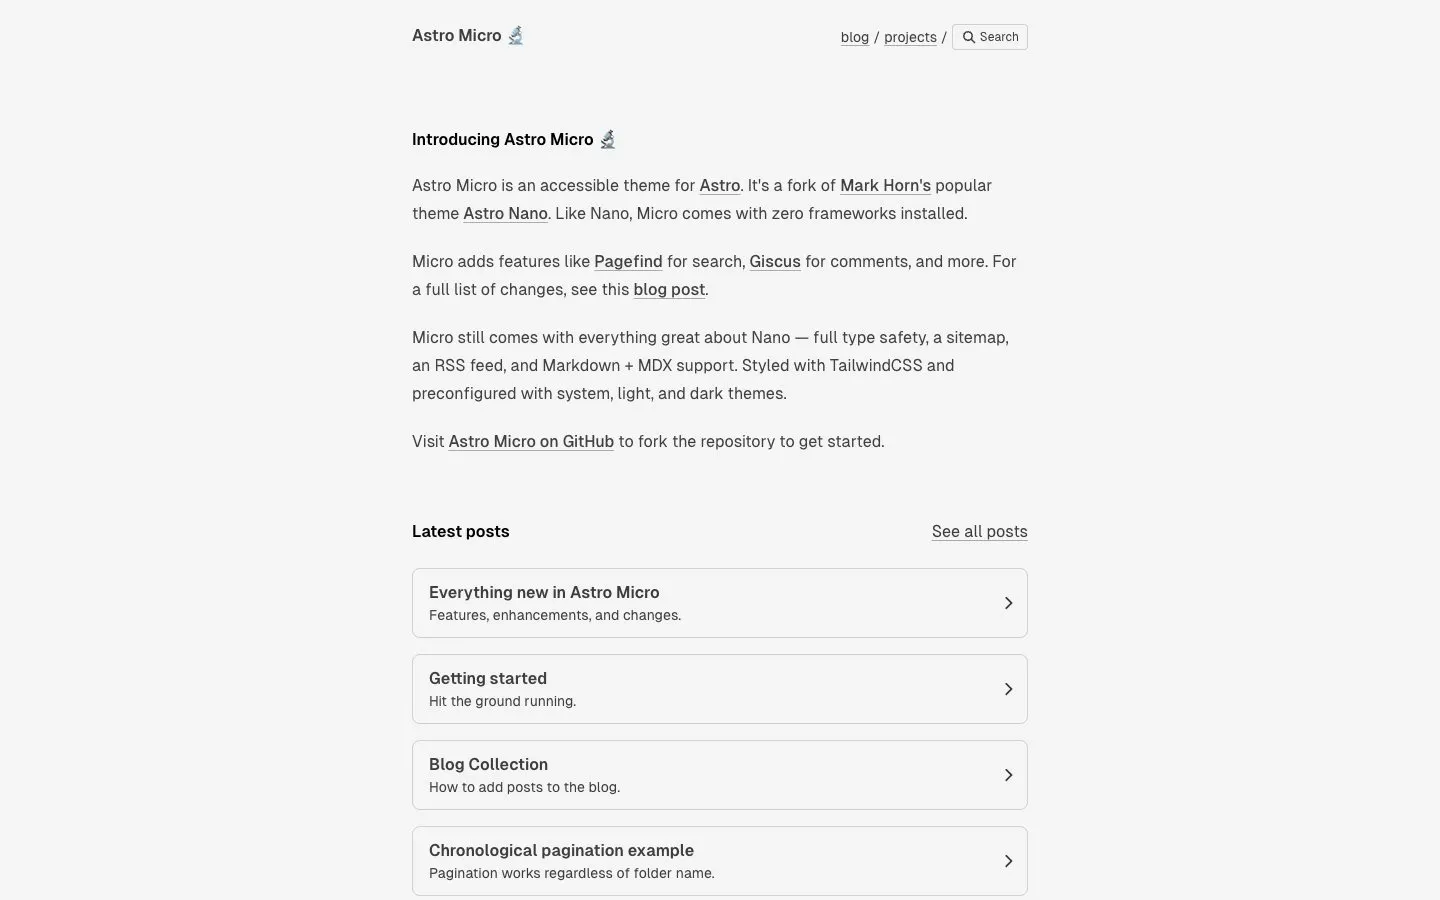 Astro Micro 🔬
blog / projects / Search
Introducing Astro Micro 🔬
Astro Micro is an accessible theme for Astro. It's a fork of Mark Horn's popular
theme Astro Nano. Like Nano, Micro comes with zero frameworks installed.
Micro adds features like Pagefind for search, Giscus for comments, and more. For
a full list of changes, see this blog post.
Micro still comes with everything great about Nano — full type safety, a sitemap,
an RSS feed, and Markdown + MDX support. Styled with TailwindCSS and
preconfigured with system, light, and dark themes.
Visit Astro Micro on GitHub to fork the repository to get started.
Latest posts
See all posts
Everything new in Astro Micro
Features, enhancements, and changes.
Getting started
Hit the ground running.
Blog Collection
How to add posts to the blog.
Chronological pagination example
Pagination works regardless of folder name.